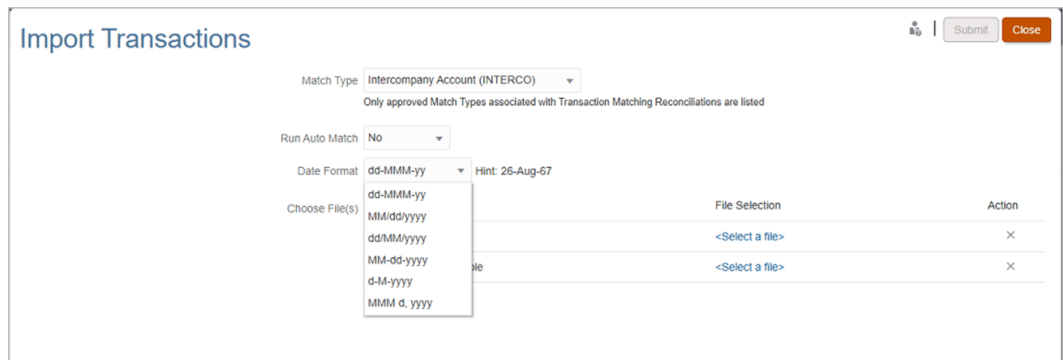 Import Transactions
Submit
Close
Match Type Intercompany Account (INTERCO)
Only approved Match Types associated with Transaction Matching Reconciliations are listed
Run Auto Match No
Date Format dd-MMM-yy Hint: 26-Aug-67
dd-MMM-yy
MM/dd/yyyy
dd/MM/yyyy
MM-dd-yyyy
d-M-yyyy
MMM d, yyyy
Choose File(s)
File Selection
Action
<Select a file>
<Select a file>